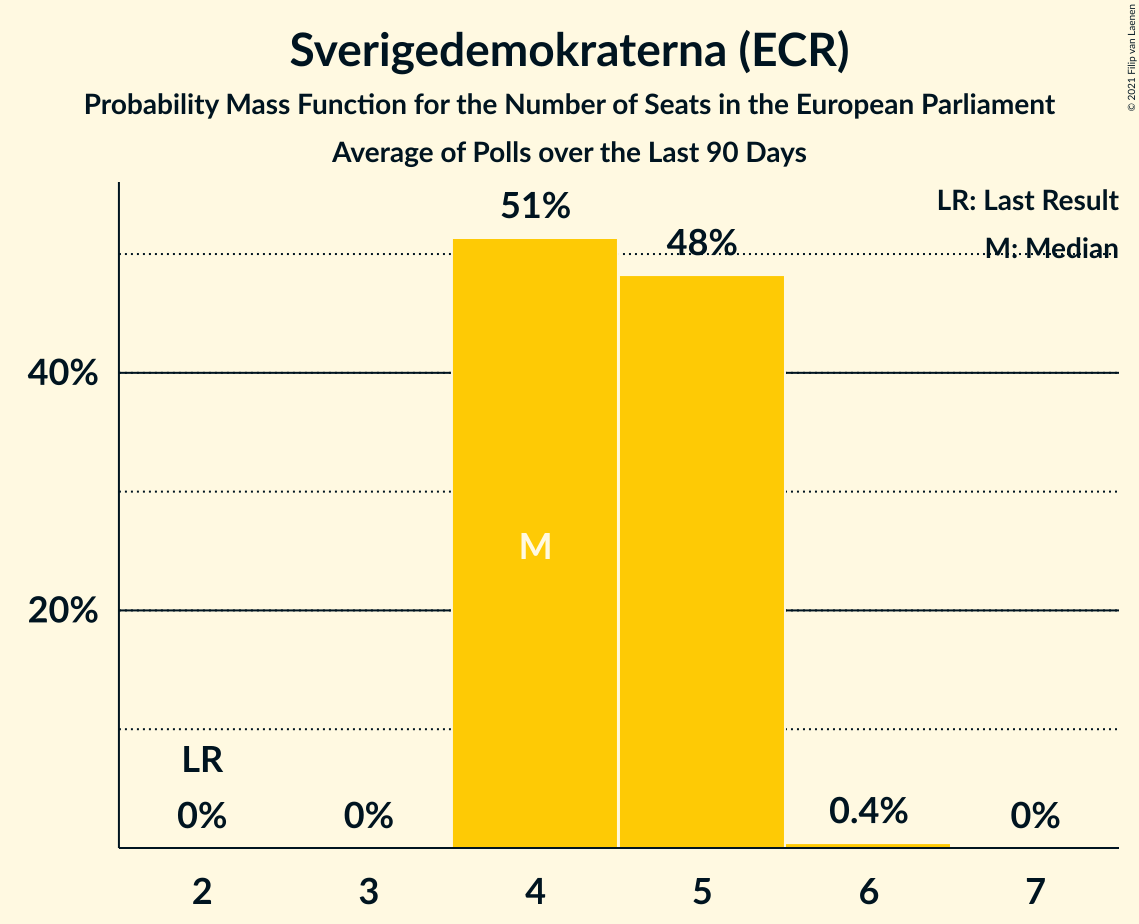 Sverigedemokraterna (ECR)
Probability Mass Function for the Number of Seats in the European Parliament
Average of Polls over the Last 90 Days
© 2021 Filip van Laenen
LR: Last Result
M: Median
51%
48%
40%
M
20%
LR
0%
0%
0.4%
0%
2 3 4 5 6 7